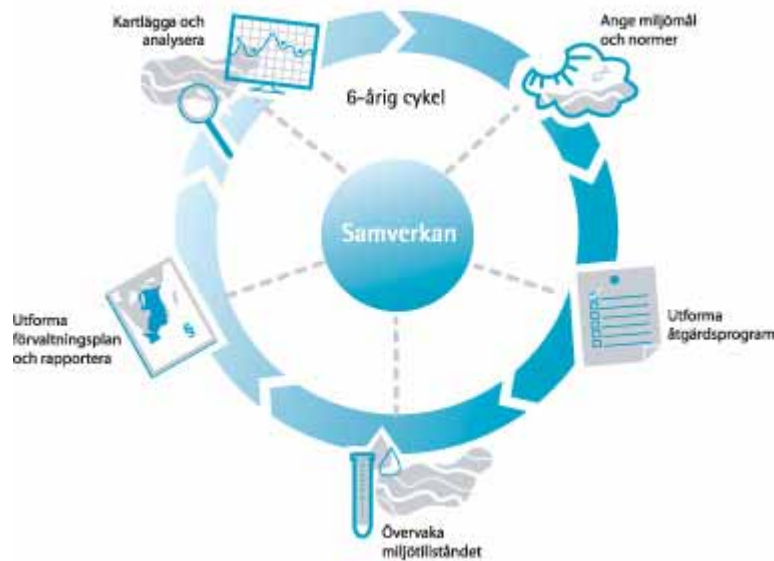 Kartlägga och
analysera
Ange miljömål
och normer
6-årig cykel
Samverkan
Utforma
åtgärdsprogram
Utforma
förvaltningsplan
och rapportera
§
Övervaka
miljötillståndet